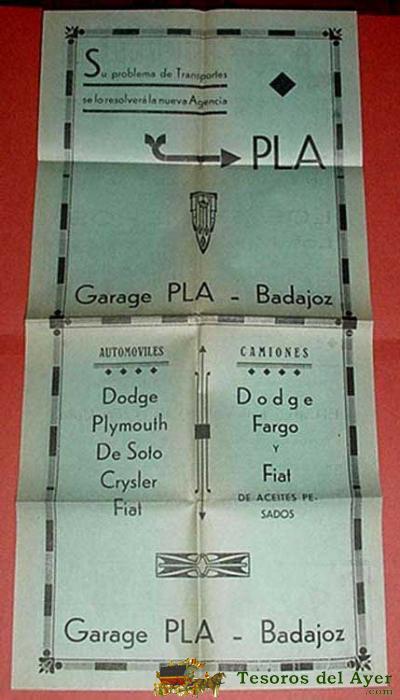 Su problema de Transportes
se lo resolverá la nueva Agencia
PLA
Garage PLA - Badajoz
AUTOMOVILES
Dodge
Plymouth
De Soto
Crysler
Fiat
CAMIONES
Dodge
Fargo
Y
Fiat
DE ACEITES PE-
SADOS
Garage PLA - Badajoz
Tesoros del Ayer
.com